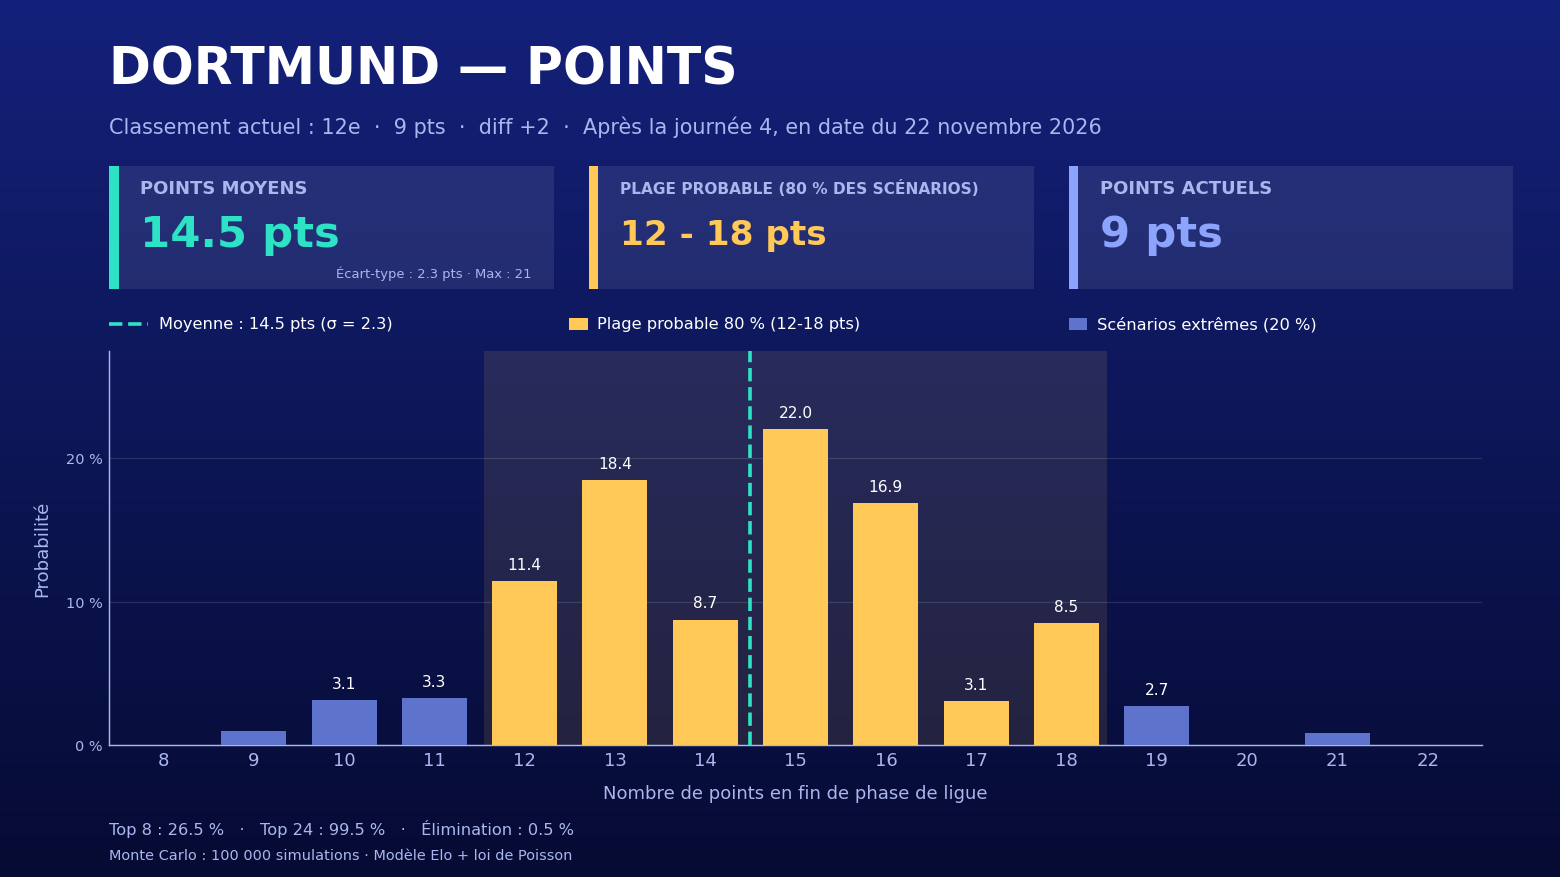 DORTMUND — POINTS
Classement actuel : 12e · 9 pts · diff +2 · Après la journée 4, en date du 22 novembre 2026
POINTS MOYENS
14.5 pts
Écart-type : 2.3 pts · Max : 21
PLAGE PROBABLE (80 % DES SCÉNARIOS)
12 - 18 pts
POINTS ACTUELS
9 pts
Moyenne : 14.5 pts (σ = 2.3)
Plage probable 80 % (12-18 pts)
Scénarios extrêmes (20 %)
Probabilité
20 %
10 %
0 %
3.1
3.3
11.4
18.4
8.7
22.0
16.9
3.1
8.5
2.7
8 9 10 11 12 13 14 15 16 17 18 19 20 21 22
Nombre de points en fin de phase de ligue
Top 8 : 26.5 % · Top 24 : 99.5 % · Élimination : 0.5 %
Monte Carlo : 100 000 simulations · Modèle Elo + loi de Poisson